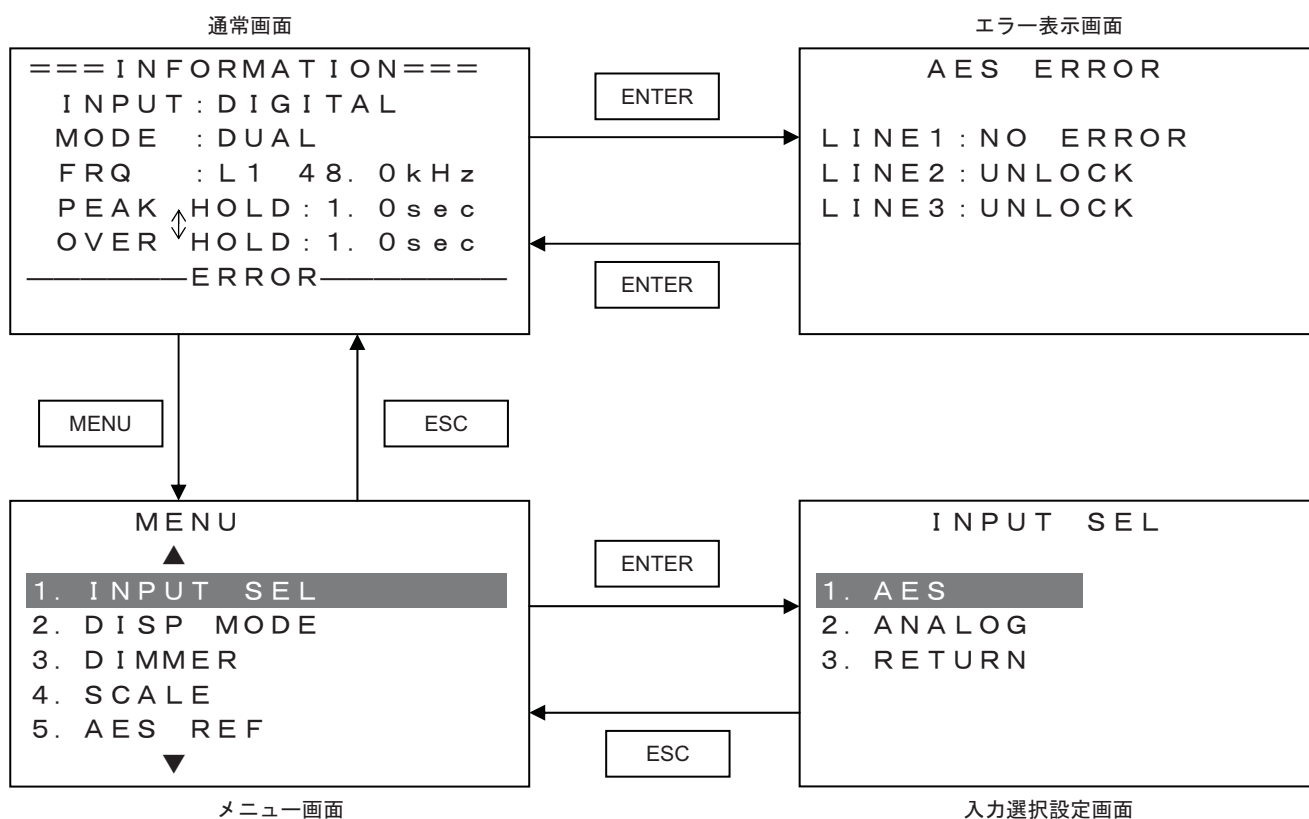 通常画面
===INFORMATION===
INPUT:DIGITAL
MODE :DUAL
FRQ :L1 48.0kHz
PEAK HOLD:1.0sec
OVER HOLD:1.0sec
ERROR
ENTER
ENTER
エラー表示画面
AES ERROR
LINE1:NO ERROR
LINE2:UNLOCK
LINE3:UNLOCK
MENU
ESC
MENU
▲
1. INPUT SEL
2. DISP MODE
3. DIMMER
4. SCALE
5. AES REF
▼
メニュー画面
ENTER
ESC
INPUT SEL
1. AES
2. ANALOG
3. RETURN
入力選択設定画面